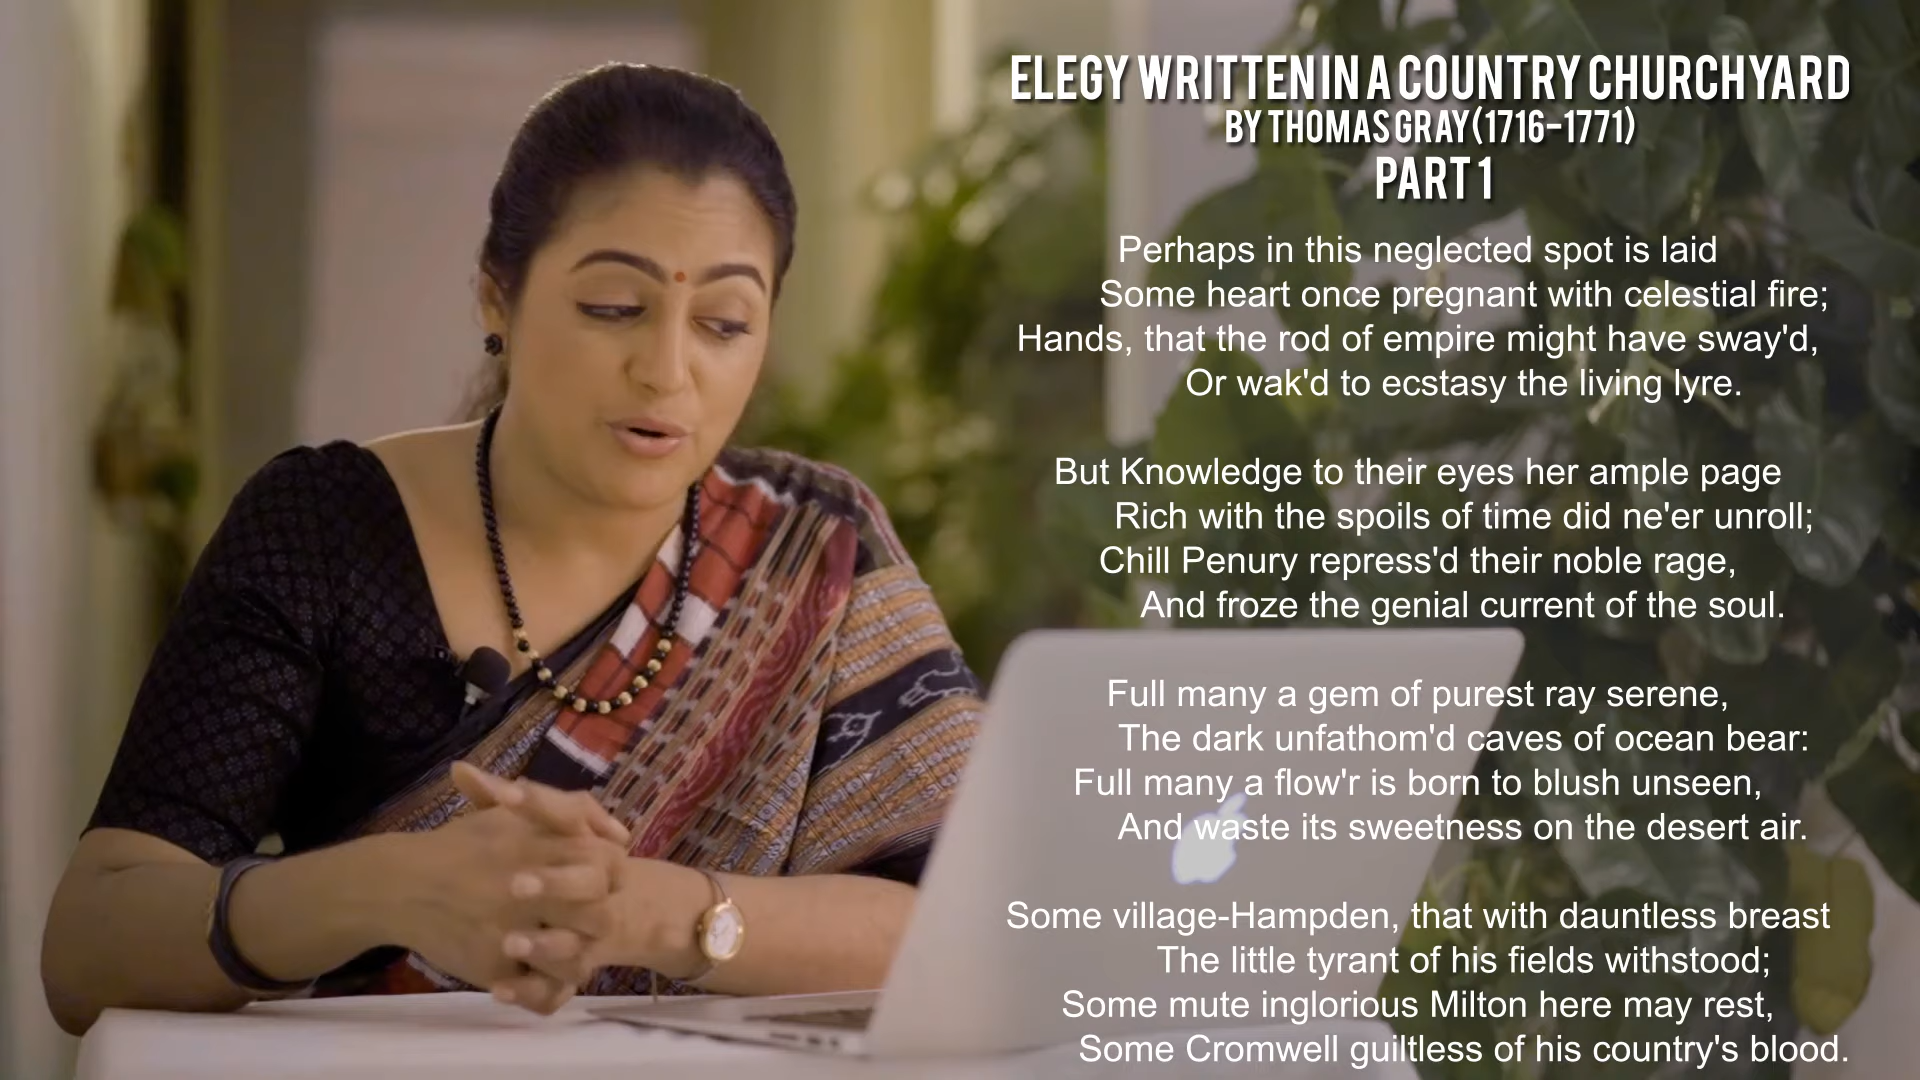 ELEGY WRITTEN IN A COUNTRY CHURCHYARD
BY THOMAS GRAY (1716-1771)
PART 1
Perhaps in this neglected spot is laid
Some heart once pregnant with celestial fire;
Hands, that the rod of empire might have sway'd,
Or wak'd to ecstasy the living lyre.
But Knowledge to their eyes her ample page
Rich with the spoils of time did ne'er unroll;
Chill Penury repress'd their noble rage,
And froze the genial current of the soul.
Full many a gem of purest ray serene,
The dark unfathom'd caves of ocean bear:
Full many a flow'r is born to blush unseen,
And waste its sweetness on the desert air.
Some village-Hampden, that with dauntless breast
The little tyrant of his fields withstood;
Some mute inglorious Milton here may rest,
Some Cromwell guiltless of his country's blood.